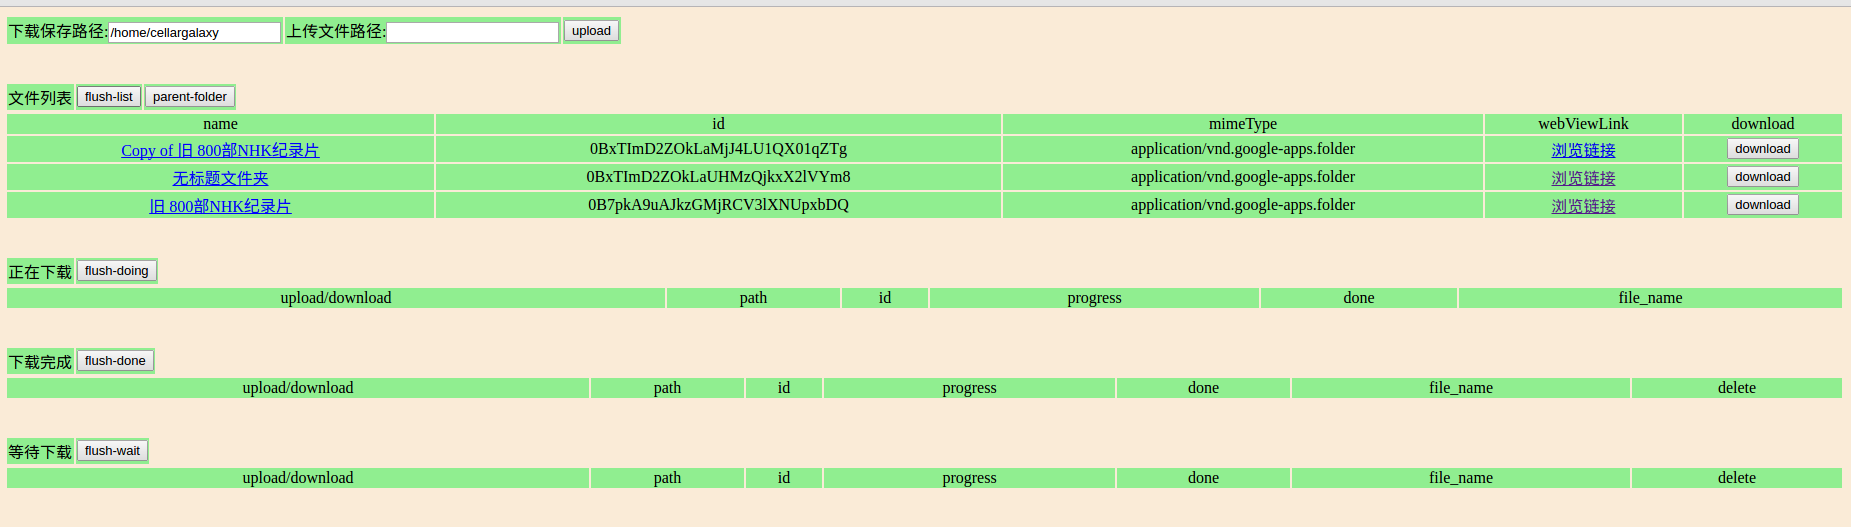 下载保存路径:/home/cellargalaxy 上传文件路径: upload
文件列表 flush-list parent-folder
name id mimeType webViewLink download
Copy of 旧 800部NHK纪录片 0BxTImD2ZOkLaMjJ4LU1QX01qZTg application/vnd.google-apps.folder 浏览链接 download
无标题文件夹 0BxTImD2ZOkLaUHMzQjkxX2lVYm8 application/vnd.google-apps.folder 浏览链接 download
旧 800部NHK纪录片 0B7pkA9uAJkzGMjRCV3lXNUpxbDQ application/vnd.google-apps.folder 浏览链接 download
正在下载 flush-doing
upload/download path id progress done file_name
下载完成 flush-done
upload/download path id progress done file_name delete
等待下载 flush-wait
upload/download path id progress done file_name delete